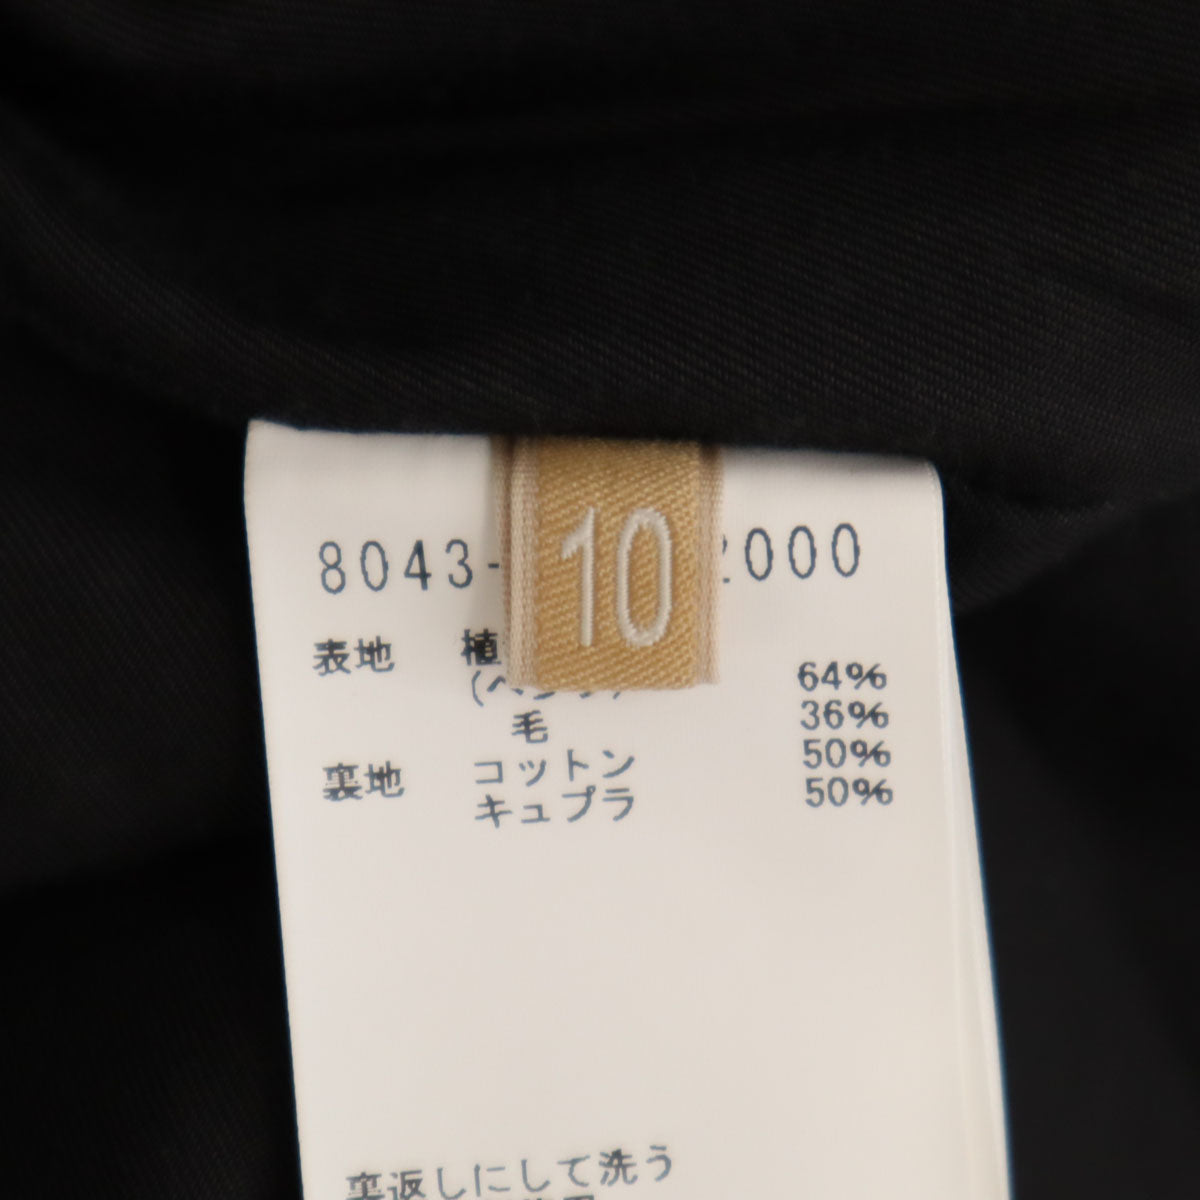 10
8043- 2000
表地 植
64%
毛 36%
裏地 コットン 50%
キュプラ 50%
裏返しにして洗う